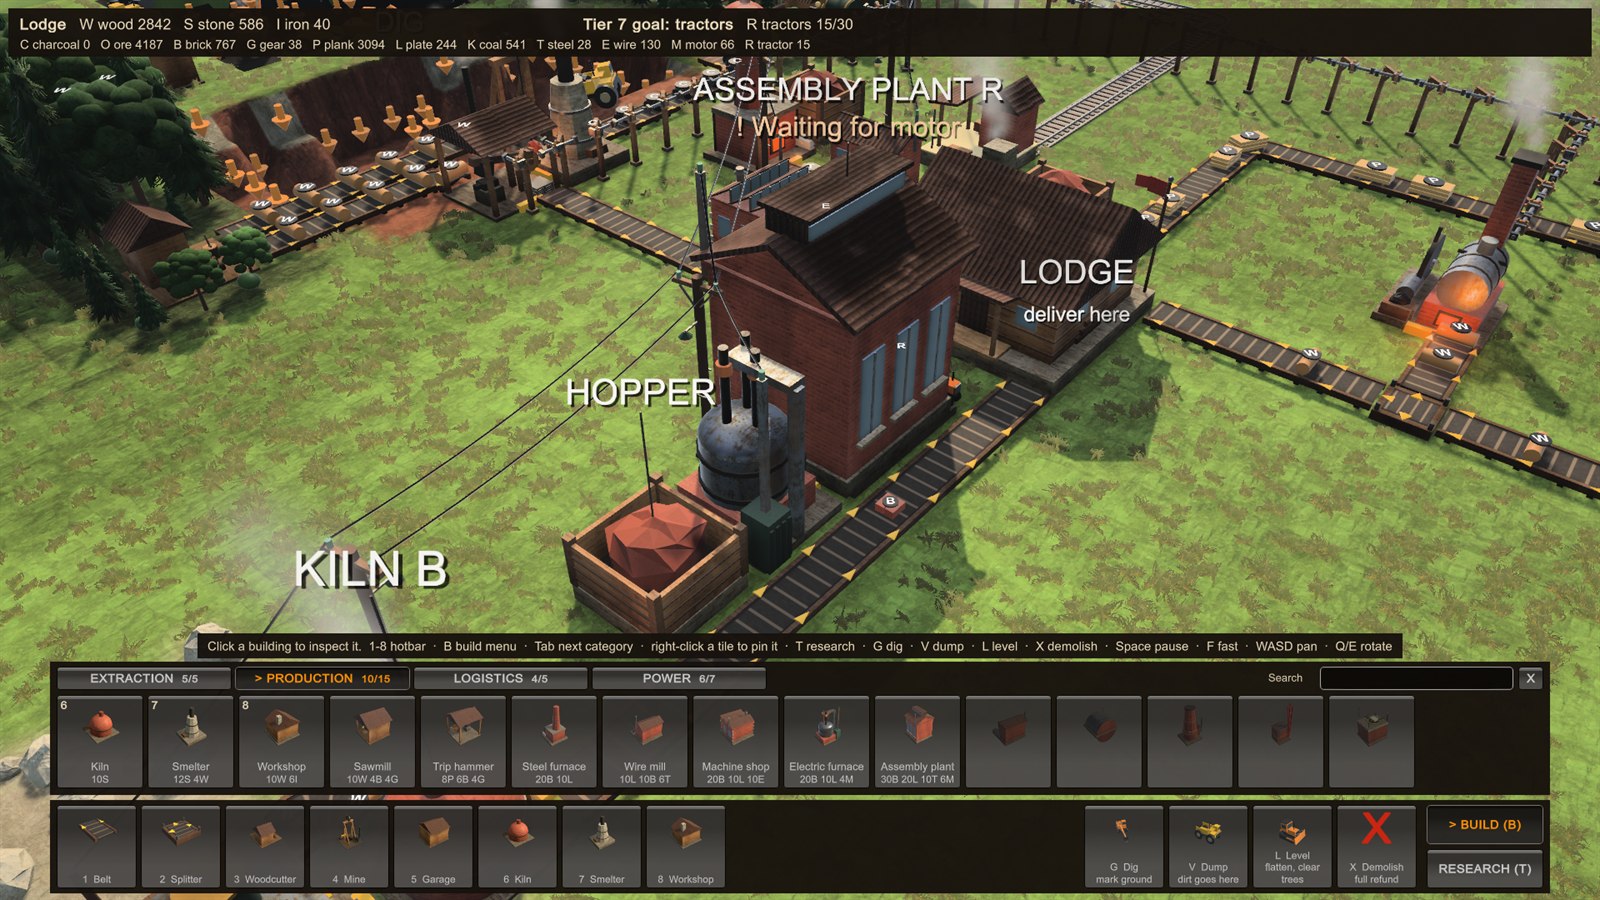 Lodge W wood 2842 S stone 586 I iron 40
Tier 7 goal: tractors R tractors 15/30
C charcoal 0 O ore 4187 B brick 767 G gear 38 P plank 3094 L plate 244 K coal 541 T steel 28 E wire 130 M motor 66 R tractor 15
DIG
ASSEMBLY PLANT R
! Waiting for motor
LODGE
deliver here
HOPPER
KILN B
Click a building to inspect it. 1-8 hotbar · B build menu · Tab next category · right-click a tile to pin it · T research · G dig · V dump · L level · X demolish · Space pause · F fast · WASD pan · Q/E rotate
EXTRACTION 5/5
> PRODUCTION 10/15
LOGISTICS 4/5
POWER 6/7
Search
X
6
Kiln
10S
7
Smelter
12S 4W
8
Workshop
10W 6I
Sawmill
10W 4B 4G
Trip hammer
8P 6B 4G
Steel furnace
20B 10L
Wire mill
10L 10B 6T
Machine shop
20B 10L 10E
Electric furnace
20B 10L 4M
Assembly plant
30B 20L 10T 6M
1 Belt
2 Splitter
3 Woodcutter
4 Mine
5 Garage
6 Kiln
7 Smelter
8 Workshop
G Dig
mark ground
V Dump
dirt goes here
L Level
flatten, clear
trees
X Demolish
full refund
> BUILD (B)
RESEARCH (T)